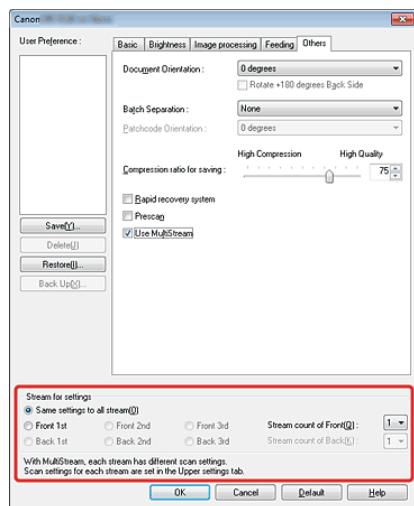 Canon
User Preference :
Basic Brightness Image processing Feeding Others
Document Orientation : 0 degrees
Rotate +180 degrees Back Side
Batch Separation : None
Patchcode Orientation : 0 degrees
High Compression High Quality
Compression ratio for saving : 75
Rapid recovery system
Prescan
Use MultiStream
Save(Y)...
Delete(J)
Restore(I)...
Back Up(X)...
Stream for settings
Same settings to all stream(0)
Front 1st Front 2nd Front 3rd Stream count of Front(Q) : 1
Back 1st Back 2nd Back 3rd Stream count of Back(K) : 1
With MultiStream, each stream has different scan settings.
Scan settings for each stream are set in the Upper settings tab.
OK Cancel Default Help